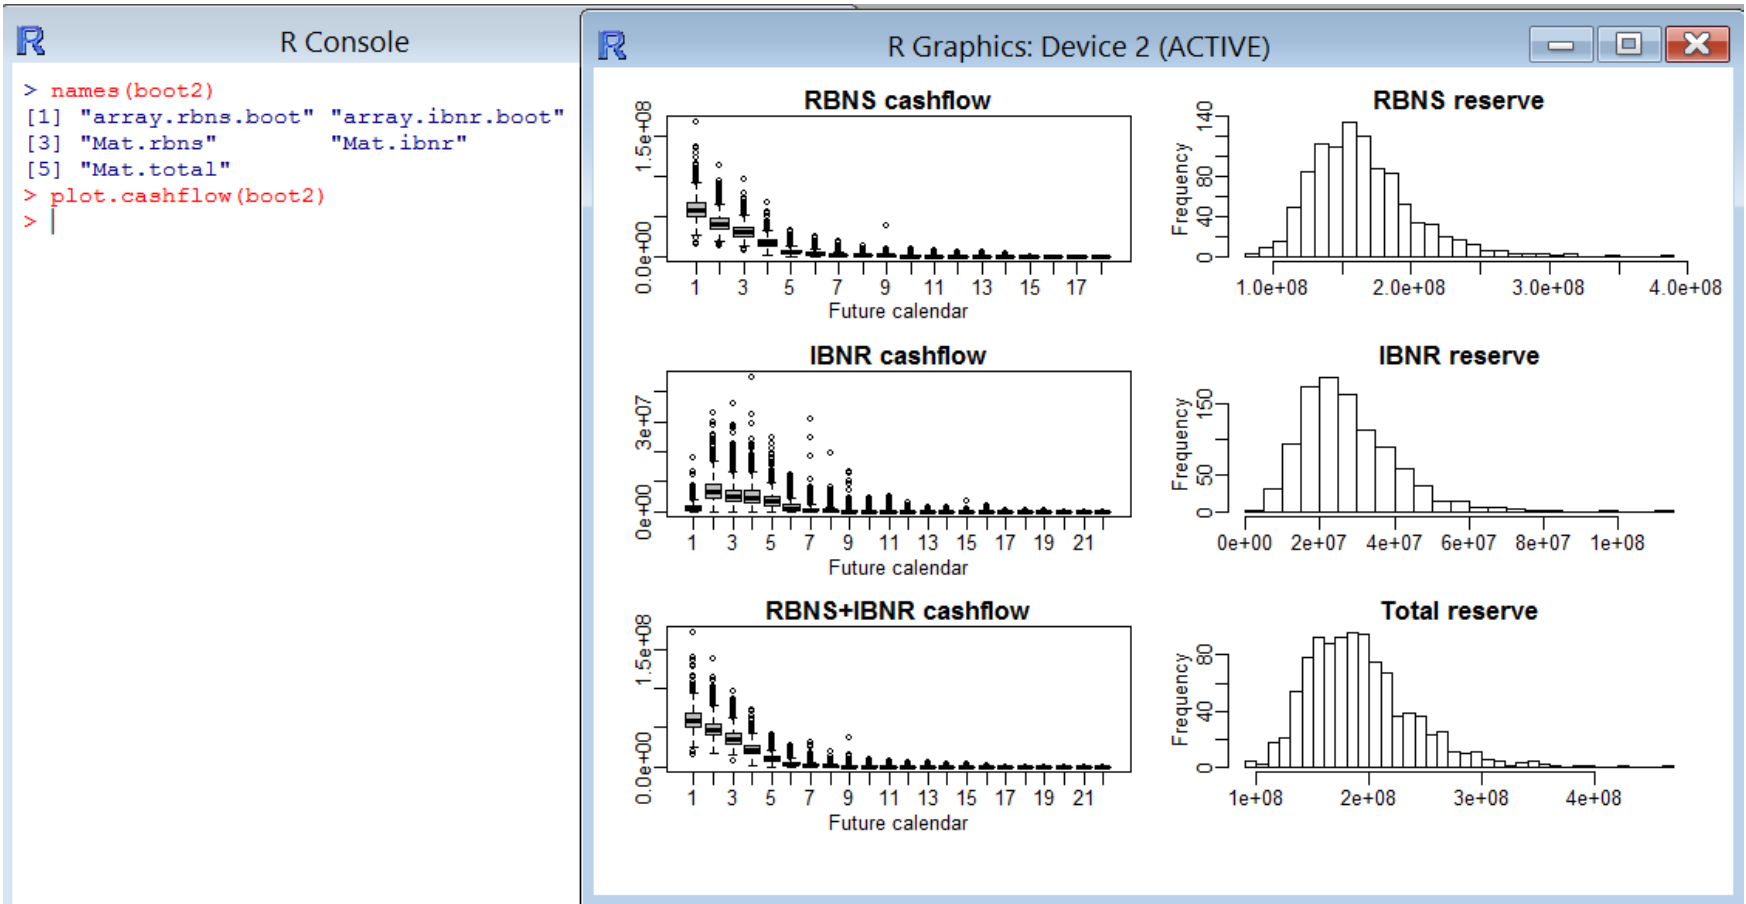 R Console
> names(boot2)
[1] "array.rbns.boot" "array.ibnr.boot"
[3] "Mat.rbns"        "Mat.ibnr"
[5] "Mat.total"
> plot.cashflow(boot2)
>
R Graphics: Device 2 (ACTIVE)
RBNS cashflow
0.0e+00 1.5e+08
1 3 5 7 9 11 13 15 17
Future calendar
RBNS reserve
Frequency
0 40 80 140
1.0e+08 2.0e+08 3.0e+08 4.0e+08
IBNR cashflow
0e+00 3e+07
1 3 5 7 9 11 13 15 17 19 21
Future calendar
IBNR reserve
Frequency
0 50 150
0e+00 2e+07 4e+07 6e+07 8e+07 1e+08
RBNS+IBNR cashflow
0.0e+00 1.5e+08
1 3 5 7 9 11 13 15 17 19 21
Future calendar
Total reserve
Frequency
0 40 80
1e+08 2e+08 3e+08 4e+08